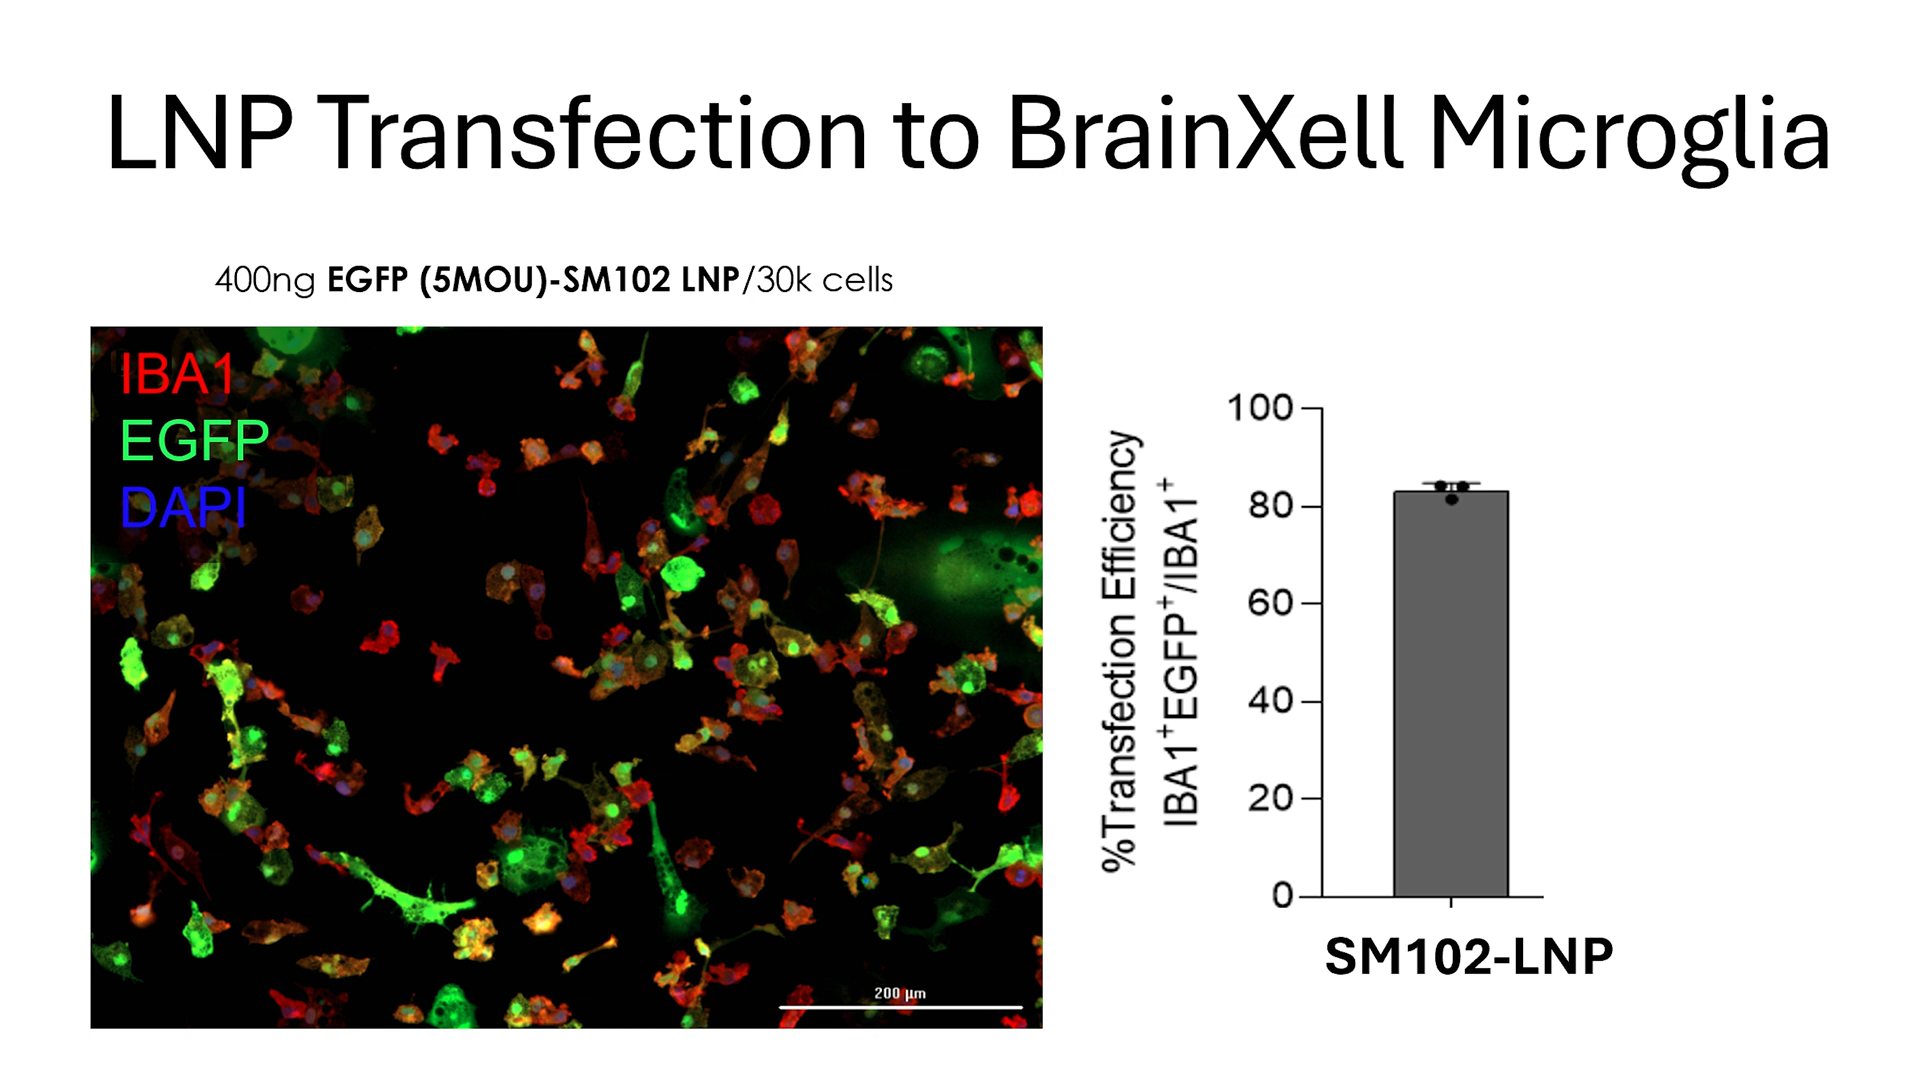 LNP Transfection to BrainXell Microglia
400ng EGFP (5MOU)-SM102 LNP/30k cells
IBA1
EGFP
DAPI
200 µm
%Transfection Efficiency
IBA1⁺EGFP⁺/IBA1⁺
100
80
60
40
20
0
SM102-LNP